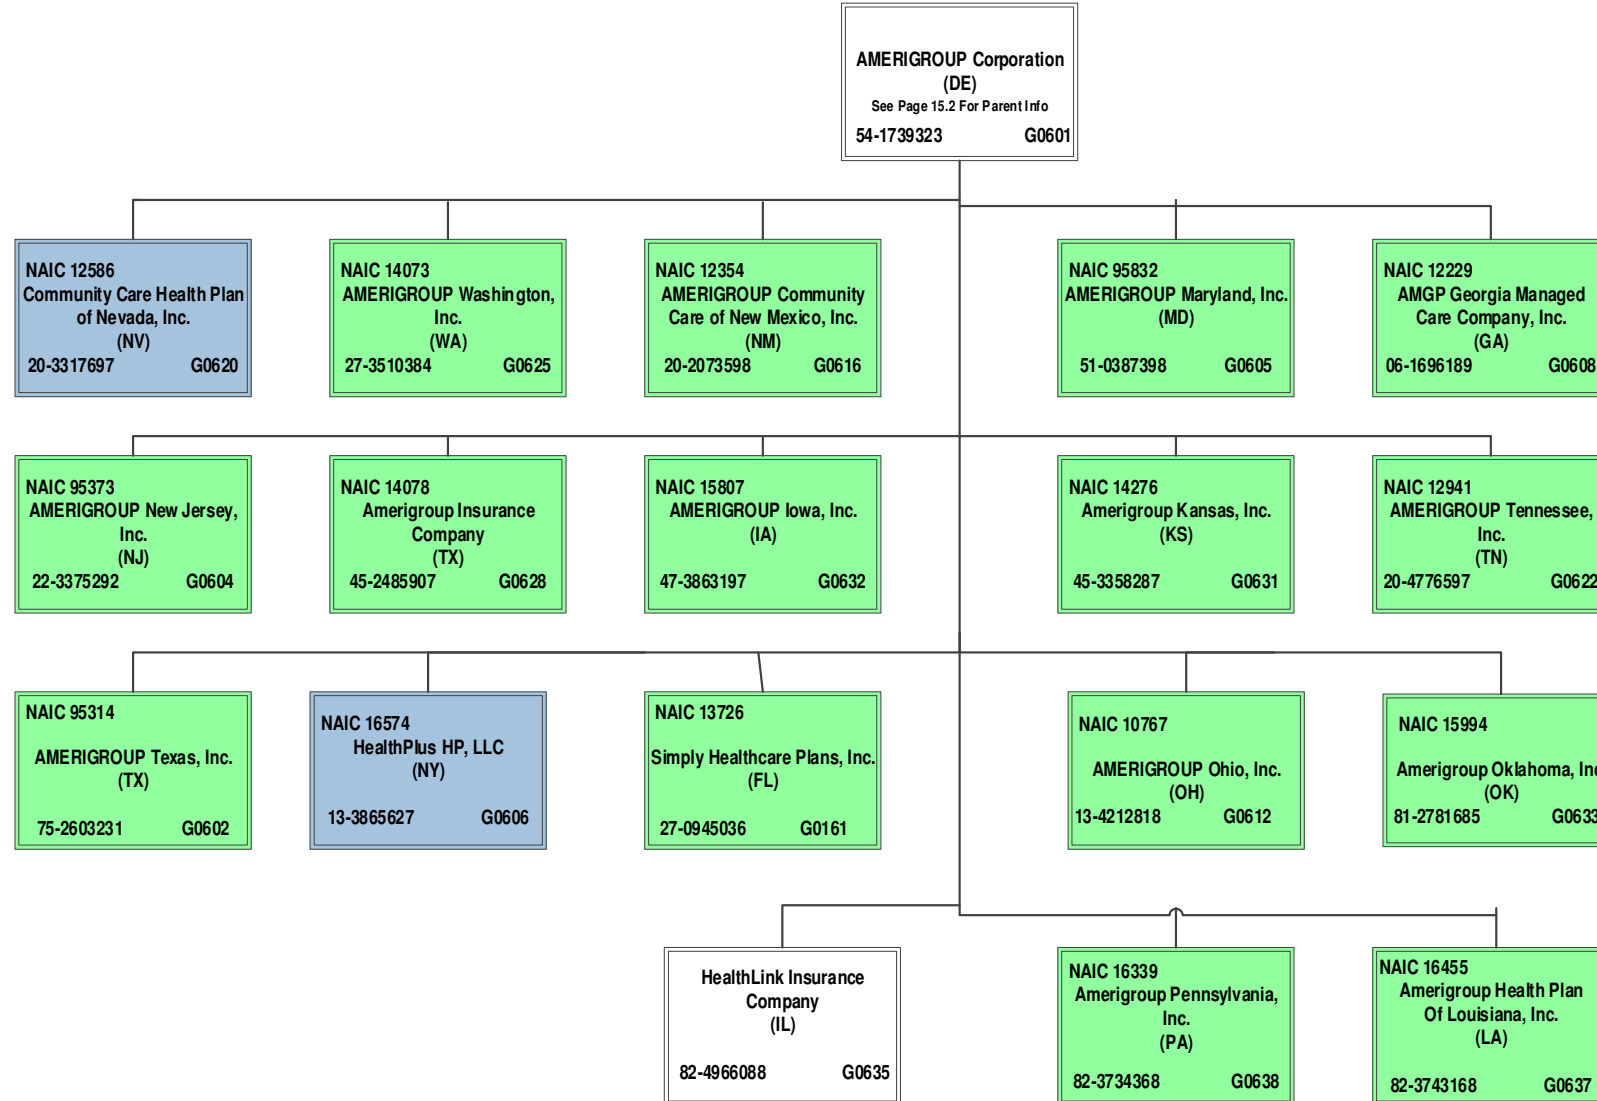 AMERIGROUP Corporation
(DE)
See Page 15.2 For Parent Info
54-1739323 G0601
NAIC 12586
Community Care Health Plan
of Nevada, Inc.
(NV)
20-3317697 G0620
NAIC 14073
AMERIGROUP Washington,
Inc.
(WA)
27-3510384 G0625
NAIC 12354
AMERIGROUP Community
Care of New Mexico, Inc.
(NM)
20-2073598 G0616
NAIC 95832
AMERIGROUP Maryland, Inc.
(MD)
51-0387398 G0605
NAIC 12229
AMGP Georgia Managed
Care Company, Inc.
(GA)
06-1696189 G0608
NAIC 95373
AMERIGROUP New Jersey,
Inc.
(NJ)
22-3375292 G0604
NAIC 14078
Amerigroup Insurance
Company
(TX)
45-2485907 G0628
NAIC 15807
AMERIGROUP Iowa, Inc.
(IA)
47-3863197 G0632
NAIC 14276
Amerigroup Kansas, Inc.
(KS)
45-3358287 G0631
NAIC 12941
AMERIGROUP Tennessee,
Inc.
(TN)
20-4776597 G0622
NAIC 95314
AMERIGROUP Texas, Inc.
(TX)
75-2603231 G0602
NAIC 16574
HealthPlus HP, LLC
(NY)
13-3865627 G0606
NAIC 13726
Simply Healthcare Plans, Inc.
(FL)
27-0945036 G0161
NAIC 10767
AMERIGROUP Ohio, Inc.
(OH)
13-4212818 G0612
NAIC 15994
Amerigroup Oklahoma, Inc
(OK)
81-2781685 G0633
HealthLink Insurance
Company
(IL)
82-4966088 G0635
NAIC 16339
Amerigroup Pennsylvania,
Inc.
(PA)
82-3734368 G0638
NAIC 16455
Amerigroup Health Plan
Of Louisiana, Inc.
(LA)
82-3743168 G0637